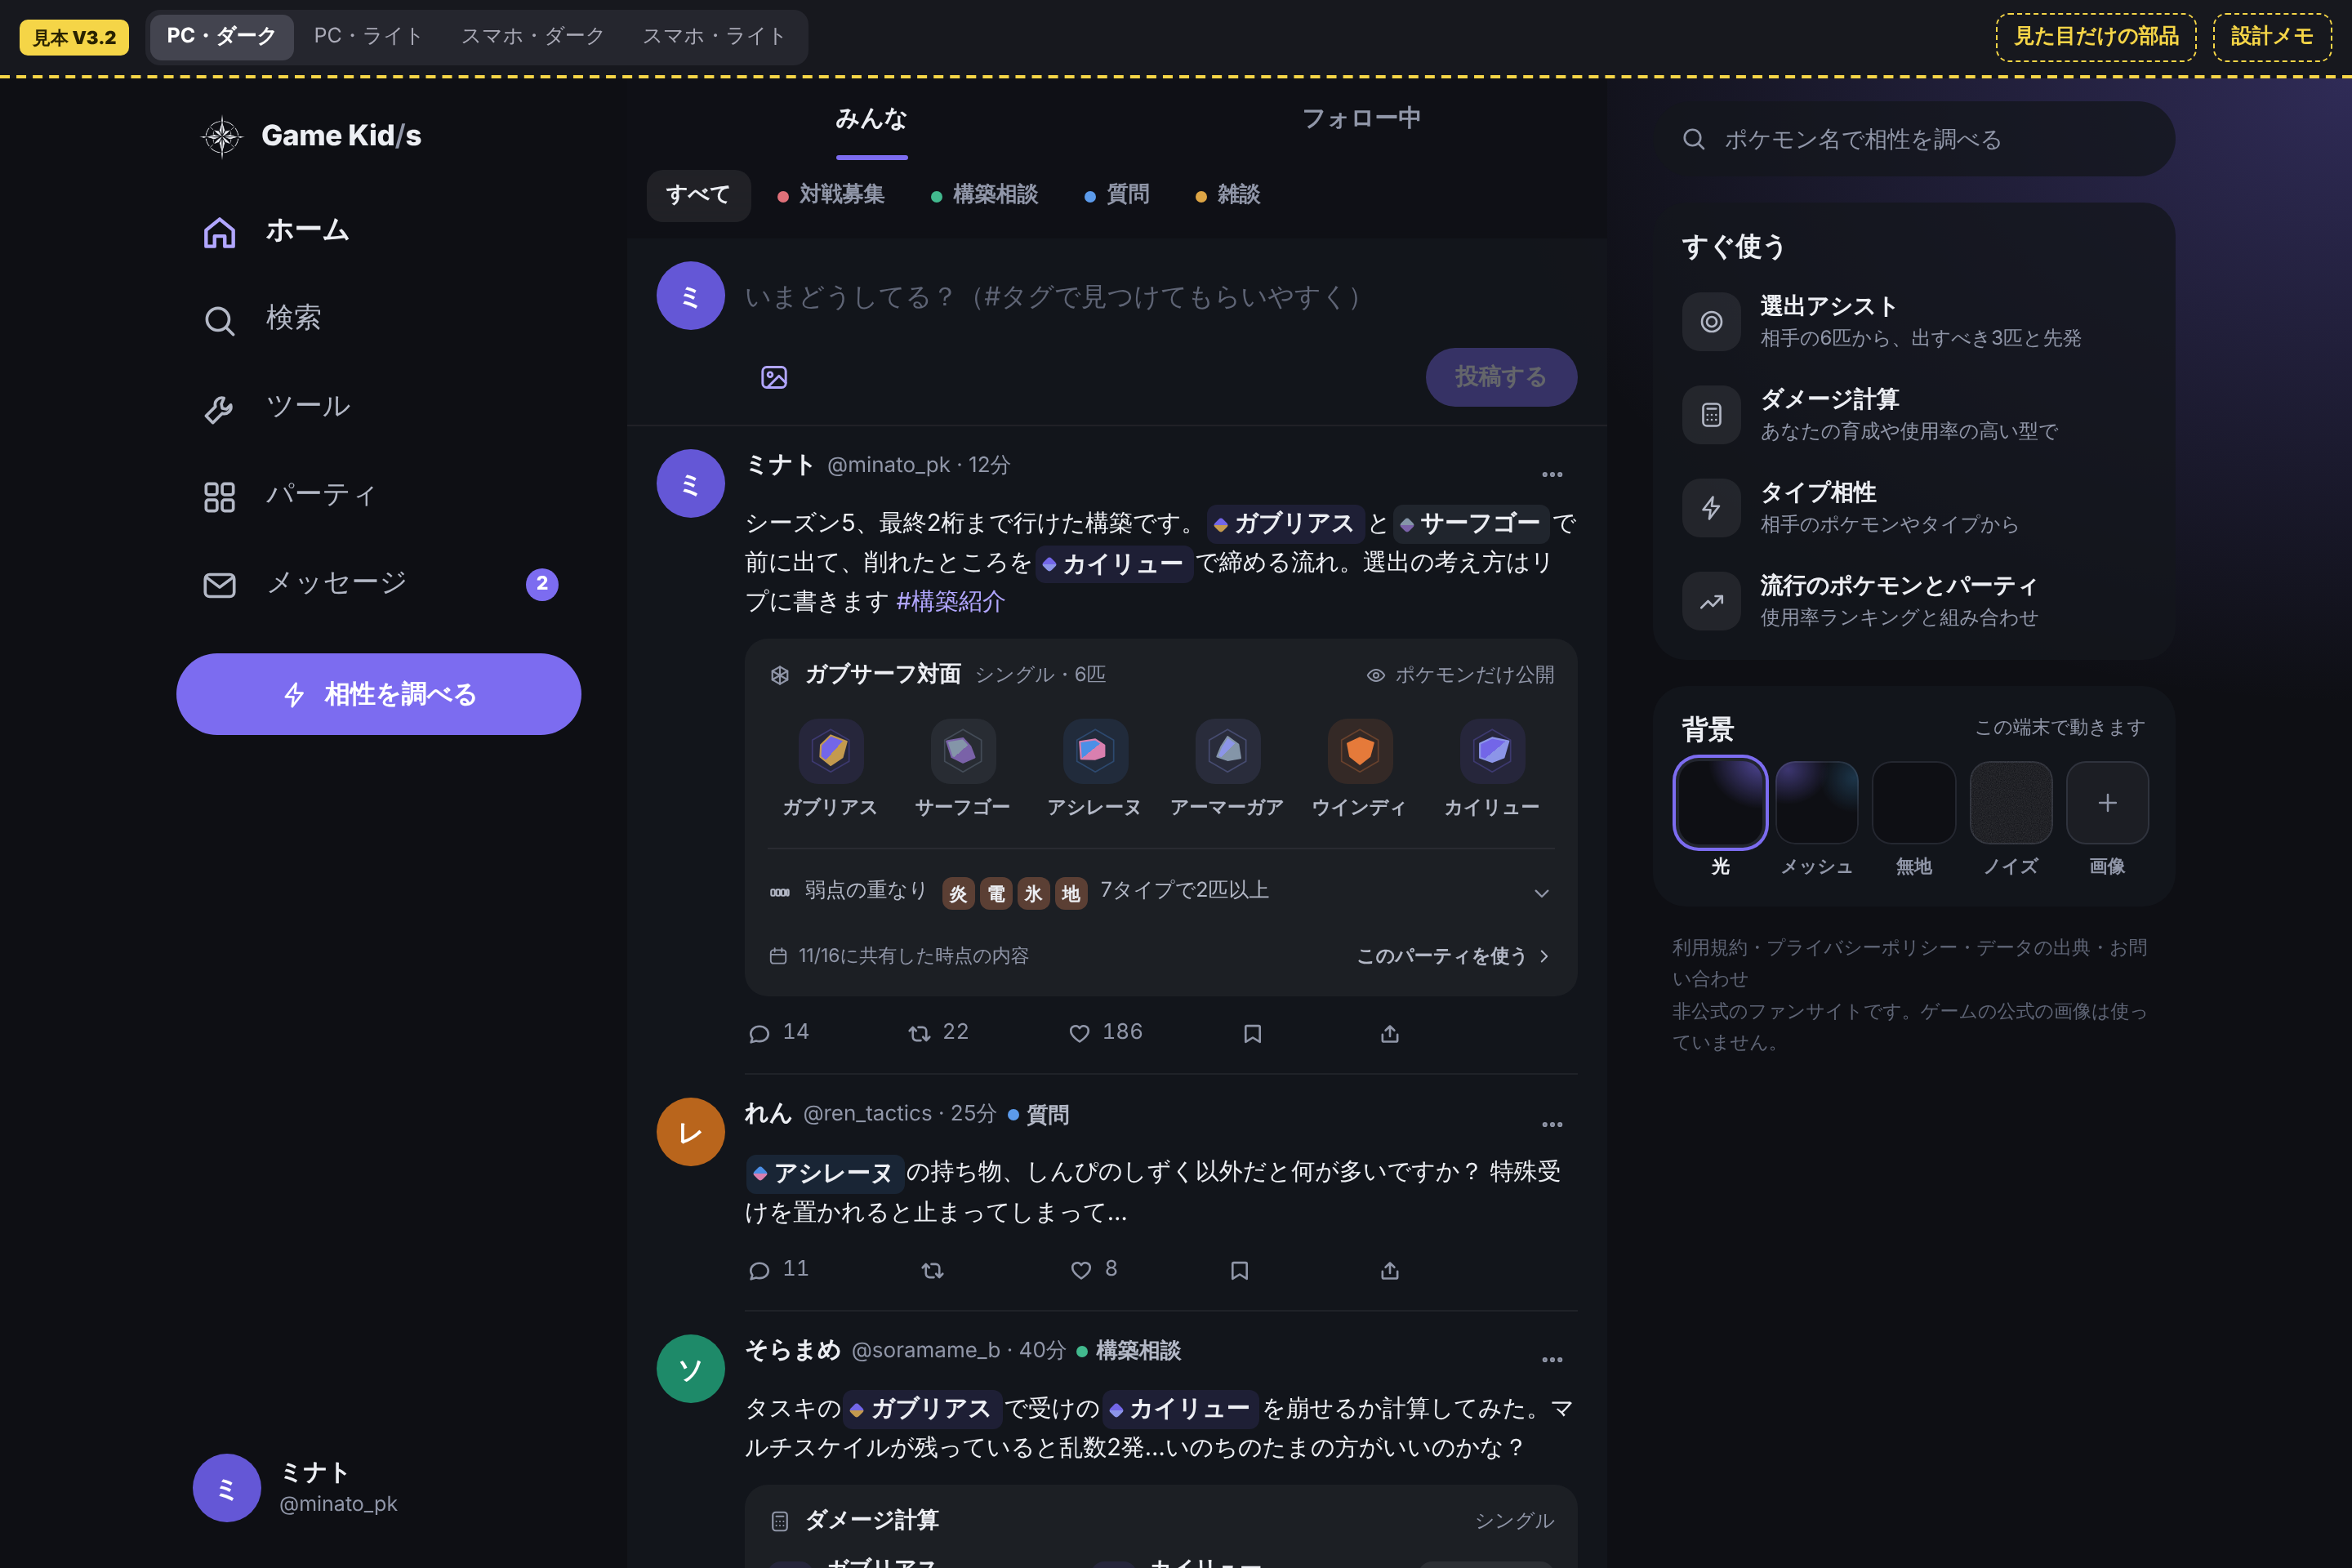 見本 V3.2
PC・ダーク
PC・ライト
スマホ・ダーク
スマホ・ライト
見た目だけの部品
設計メモ
Game Kid/s
ホーム
検索
ツール
パーティ
メッセージ
2
相性を調べる
ミ
ミナト
@minato_pk
みんな
フォロー中
すべて
対戦募集
構築相談
質問
雑談
ミ
いまどうしてる？（#タグで見つけてもらいやすく）
投稿する
ミ
ミナト @minato_pk · 12分
シーズン5、最終2桁まで行けた構築です。ガブリアスとサーフゴーで
前に出て、削れたところをカイリューで締める流れ。選出の考え方はリ
プに書きます #構築紹介
ガブサーフ対面 シングル・6匹
ポケモンだけ公開
ガブリアス
サーフゴー
アシレーヌ
アーマーガア
ウインディ
カイリュー
弱点の重なり 炎 電 氷 地 7タイプで2匹以上
11/16に共有した時点の内容
このパーティを使う
14
22
186
レ
れん @ren_tactics · 25分 質問
アシレーヌの持ち物、しんぴのしずく以外だと何が多いですか？ 特殊受
けを置かれると止まってしまって…
11
8
ソ
そらまめ @soramame_b · 40分 構築相談
タスキのガブリアスで受けのカイリューを崩せるか計算してみた。マ
ルチスケイルが残っていると乱数2発…いのちのたまの方がいいのかな？
ダメージ計算
シングル
ガブリアス
カイリュー
ポケモン名で相性を調べる
すぐ使う
選出アシスト
相手の6匹から、出すべき3匹と先発
ダメージ計算
あなたの育成や使用率の高い型で
タイプ相性
相手のポケモンやタイプから
流行のポケモンとパーティ
使用率ランキングと組み合わせ
背景
この端末で動きます
光
メッシュ
無地
ノイズ
画像
利用規約・プライバシーポリシー・データの出典・お問
い合わせ
非公式のファンサイトです。ゲームの公式の画像は使っ
ていません。